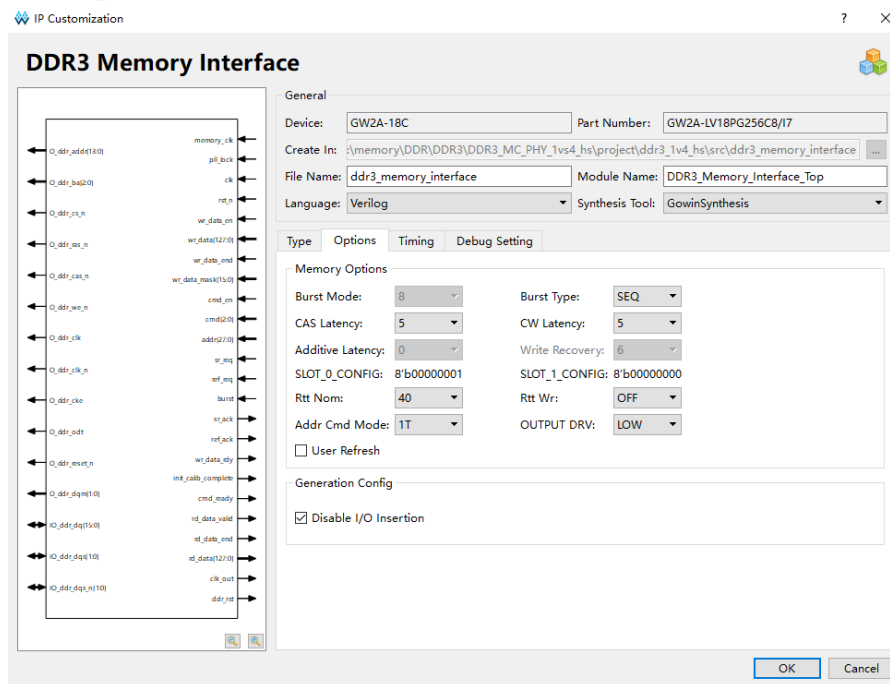 IP Customization
?
DDR3 Memory Interface
General
Device: GW2A-18C Part Number: GW2A-LV18PG256C8/I7
Create In: :\memory\DDR\DDR3\DDR3_MC_PHY_1vs4_hs\project\ddr3_1v4_hs\src\ddr3_memory_interface ...
File Name: ddr3_memory_interface Module Name: DDR3_Memory_Interface_Top
Language: Verilog Synthesis Tool: GowinSynthesis
Type Options Timing Debug Setting
Memory Options
Burst Mode: 8 Burst Type: SEQ
CAS Latency: 5 CW Latency: 5
Additive Latency: 0 Write Recovery: 6
SLOT_0_CONFIG: 8'b00000001 SLOT_1_CONFIG: 8'b00000000
Rtt Nom: 40 Rtt Wr: OFF
Addr Cmd Mode: 1T OUTPUT DRV: LOW
User Refresh
Generation Config
Disable I/O Insertion
O_ddr_addr(13:0)
O_ddr_ba(2:0)
O_ddr_cs_n
O_ddr_ras_n
O_ddr_cas_n
O_ddr_we_n
O_ddr_clk
O_ddr_clk_n
O_ddr_cke
O_ddr_odt
O_ddr_reset_n
O_ddr_dqm(1:0)
IO_ddr_dq(15:0)
IO_ddr_dqs(1:0)
IO_ddr_dqs_n(1:0)
memory_clk
pll_lock
clk
rst_n
wr_data_en
wr_data(127:0)
wr_data_end
wr_data_mask(15:0)
cmd_en
cmd(2:0)
addr(27:0)
sr_req
ref_req
burst
sr_ack
ref_ack
wr_data_rdy
init_calib_complete
cmd_ready
rd_data_valid
rd_data_end
rd_data(127:0)
clk_out
ddr_rst
OK Cancel